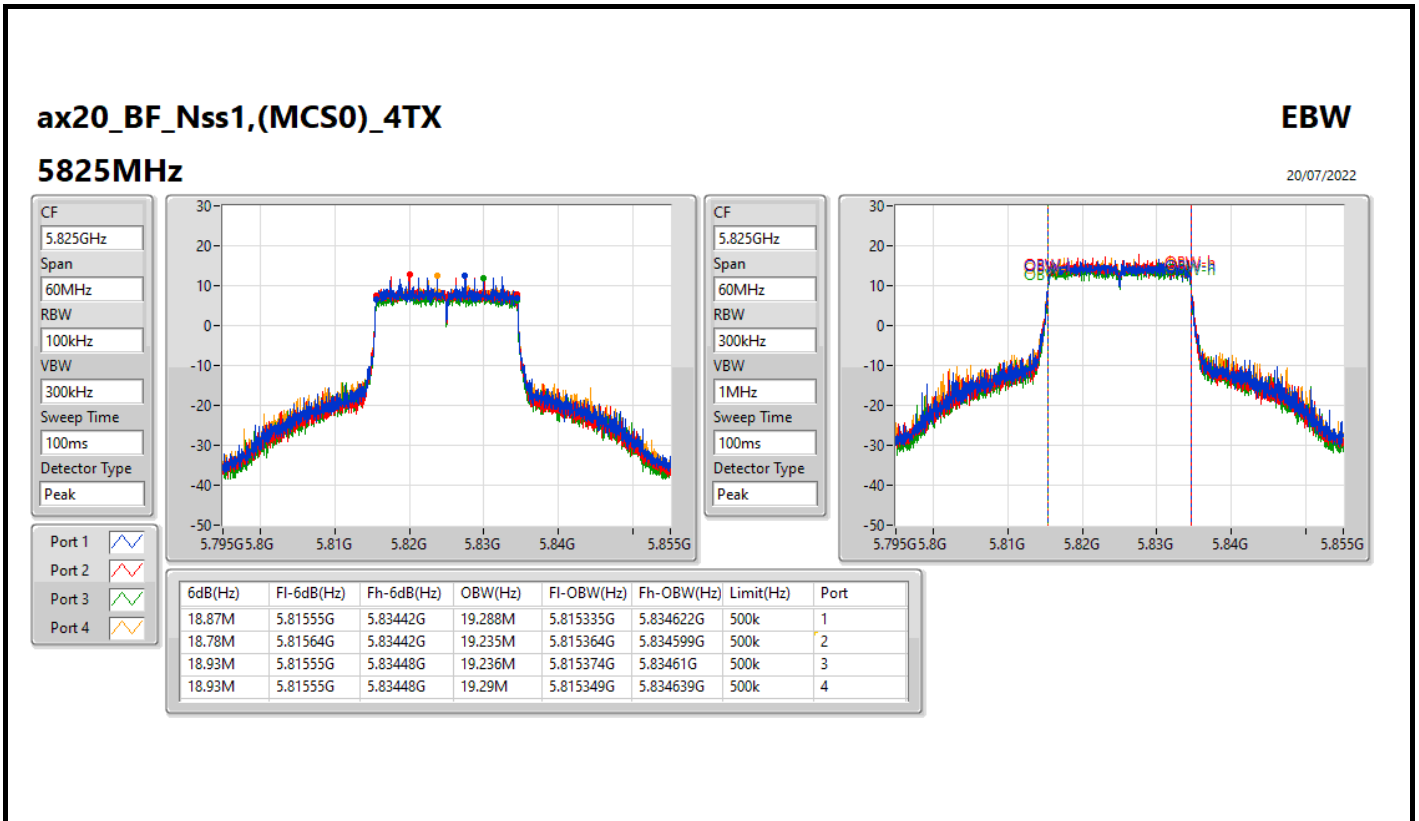 ax20_BF_Nss1,(MCS0)_4TX
EBW
5825MHz
20/07/2022
CF
5.825GHz
Span
60MHz
RBW
100kHz
VBW
300kHz
Sweep Time
100ms
Detector Type
Peak
30
20
10
0
-10
-20
-30
-40
-50
5.795G 5.8G 5.81G 5.82G 5.83G 5.84G 5.855G
CF
5.825GHz
Span
60MHz
RBW
300kHz
VBW
1MHz
Sweep Time
100ms
Detector Type
Peak
30
20
10
0
-10
-20
-30
-40
-50
OBW-h
5.795G 5.8G 5.81G 5.82G 5.83G 5.84G 5.855G
Port 1
Port 2
Port 3
Port 4
6dB(Hz) Fl-6dB(Hz) Fh-6dB(Hz) OBW(Hz) Fl-OBW(Hz) Fh-OBW(Hz) Limit(Hz) Port
18.87M 5.81555G 5.83442G 19.288M 5.815335G 5.834622G 500k 1
18.78M 5.81564G 5.83442G 19.235M 5.815364G 5.834599G 500k 2
18.93M 5.81555G 5.83448G 19.236M 5.815374G 5.83461G 500k 3
18.93M 5.81555G 5.83448G 19.29M 5.815349G 5.834639G 500k 4